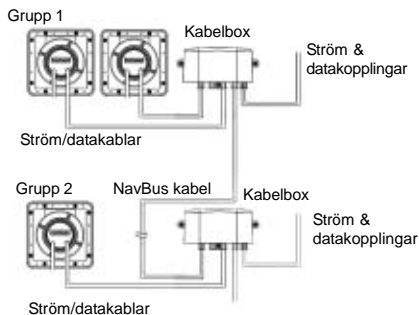 Grupp 1
Kabelbox
Ström &
datakopplingar
Ström/datakablar
Grupp 2
NavBus kabel
Kabelbox
Ström &
datakopplingar
Ström/datakablar